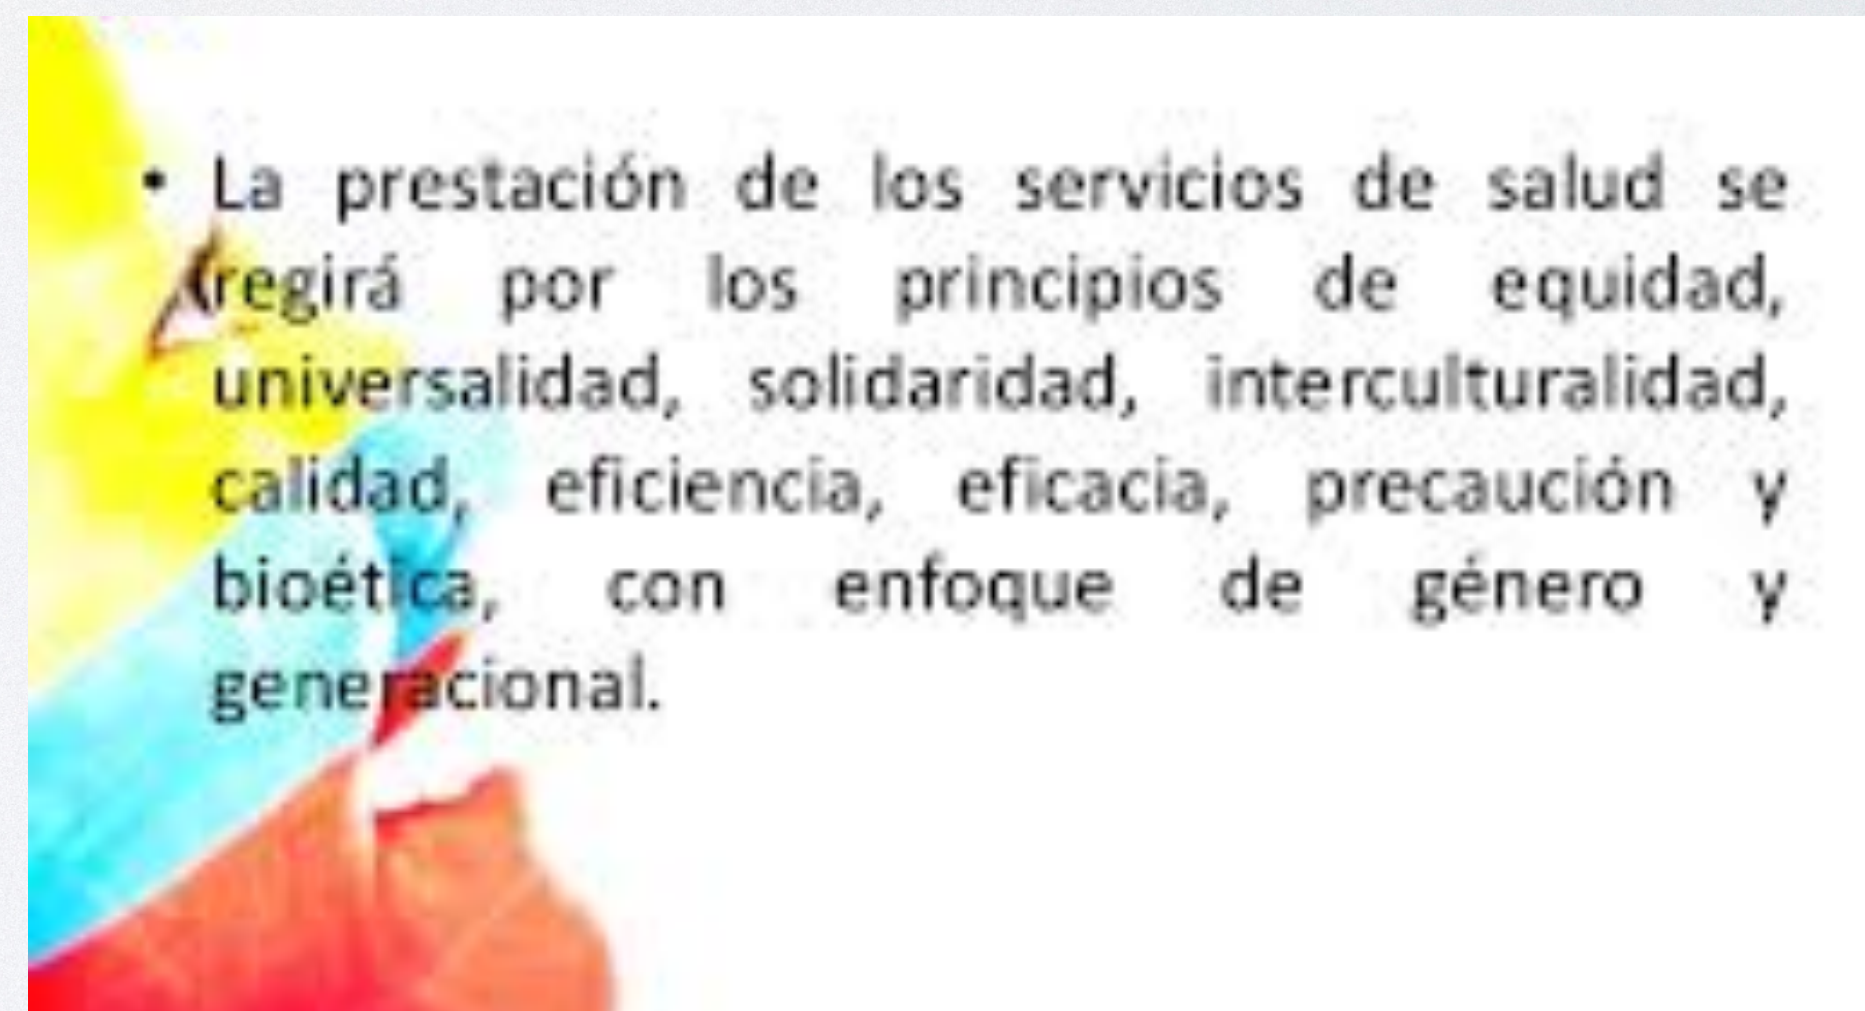 • La prestación de los servicios de salud se
regirá por los principios de equidad,
universalidad, solidaridad, interculturalidad,
calidad, eficiencia, eficacia, precaución y
bioética, con enfoque de género y
generacional.